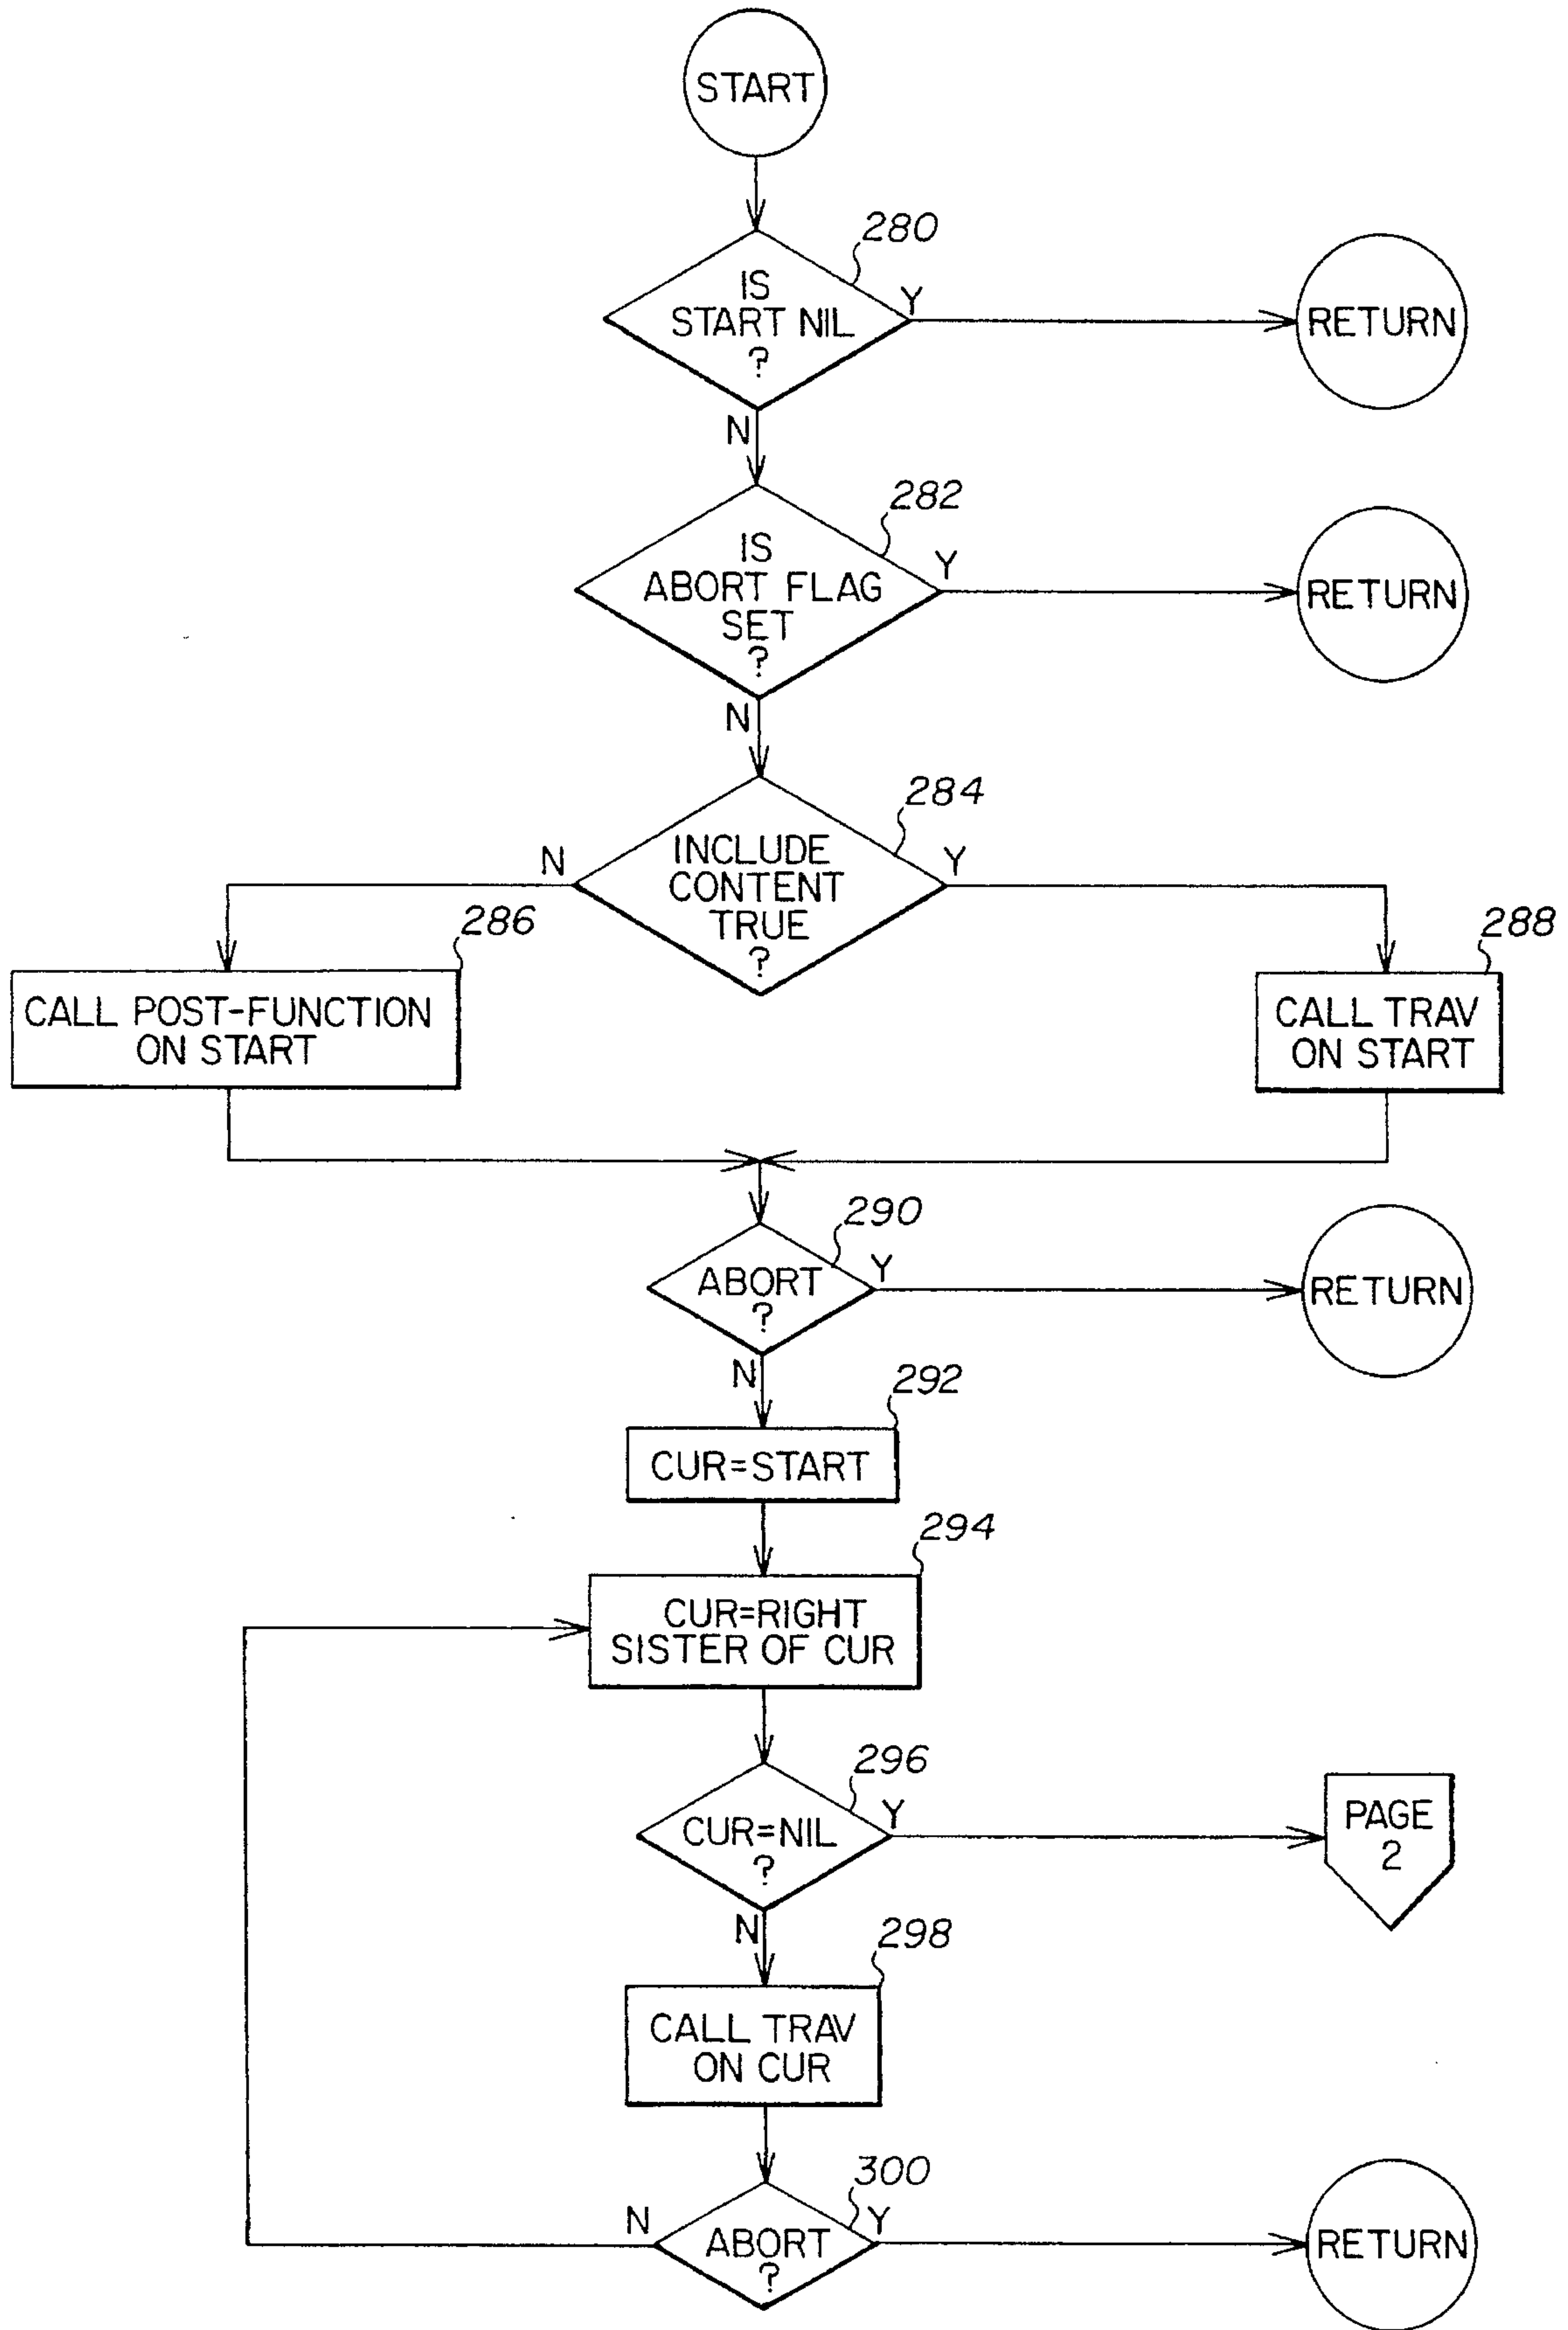 START
280
IS
START NIL
?
Y
RETURN
N
282
IS
ABORT FLAG
SET
?
Y
RETURN
N
284
N
INCLUDE
CONTENT
TRUE
?
Y
286
CALL POST-FUNCTION
ON START
288
CALL TRAV
ON START
290
ABORT
?
Y
RETURN
N
292
CUR=START
294
CUR=RIGHT
SISTER OF CUR
296
CUR=NIL
?
Y
PAGE
2
N
298
CALL TRAV
ON CUR
300
N
ABORT
?
Y
RETURN